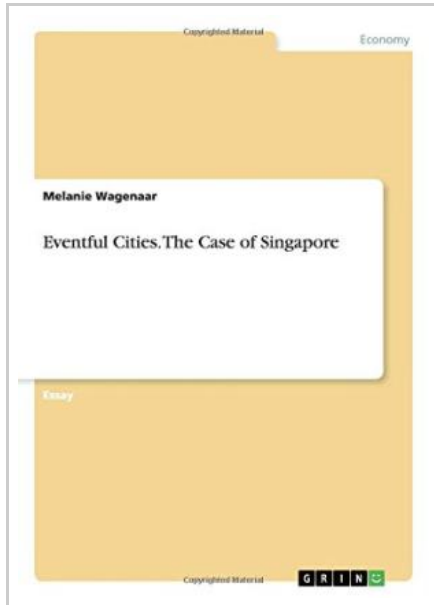 Copyrighted Material
Economy
Melanie Wagenaar
Eventful Cities. The Case of Singapore
Essay
Copyrighted Material
GRIN